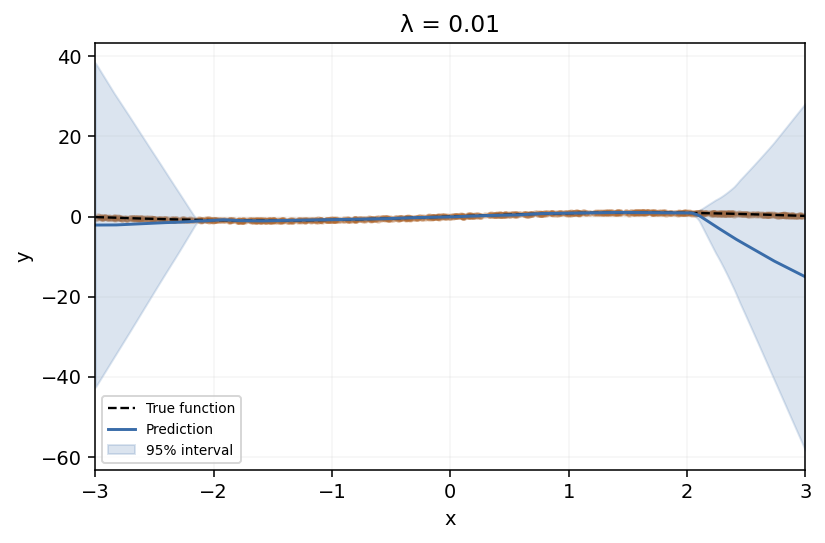 λ = 0.01
40
20
0
−20
−40
−60
y
True function
Prediction
95% interval
−3
−2
−1
0
1
2
3
x